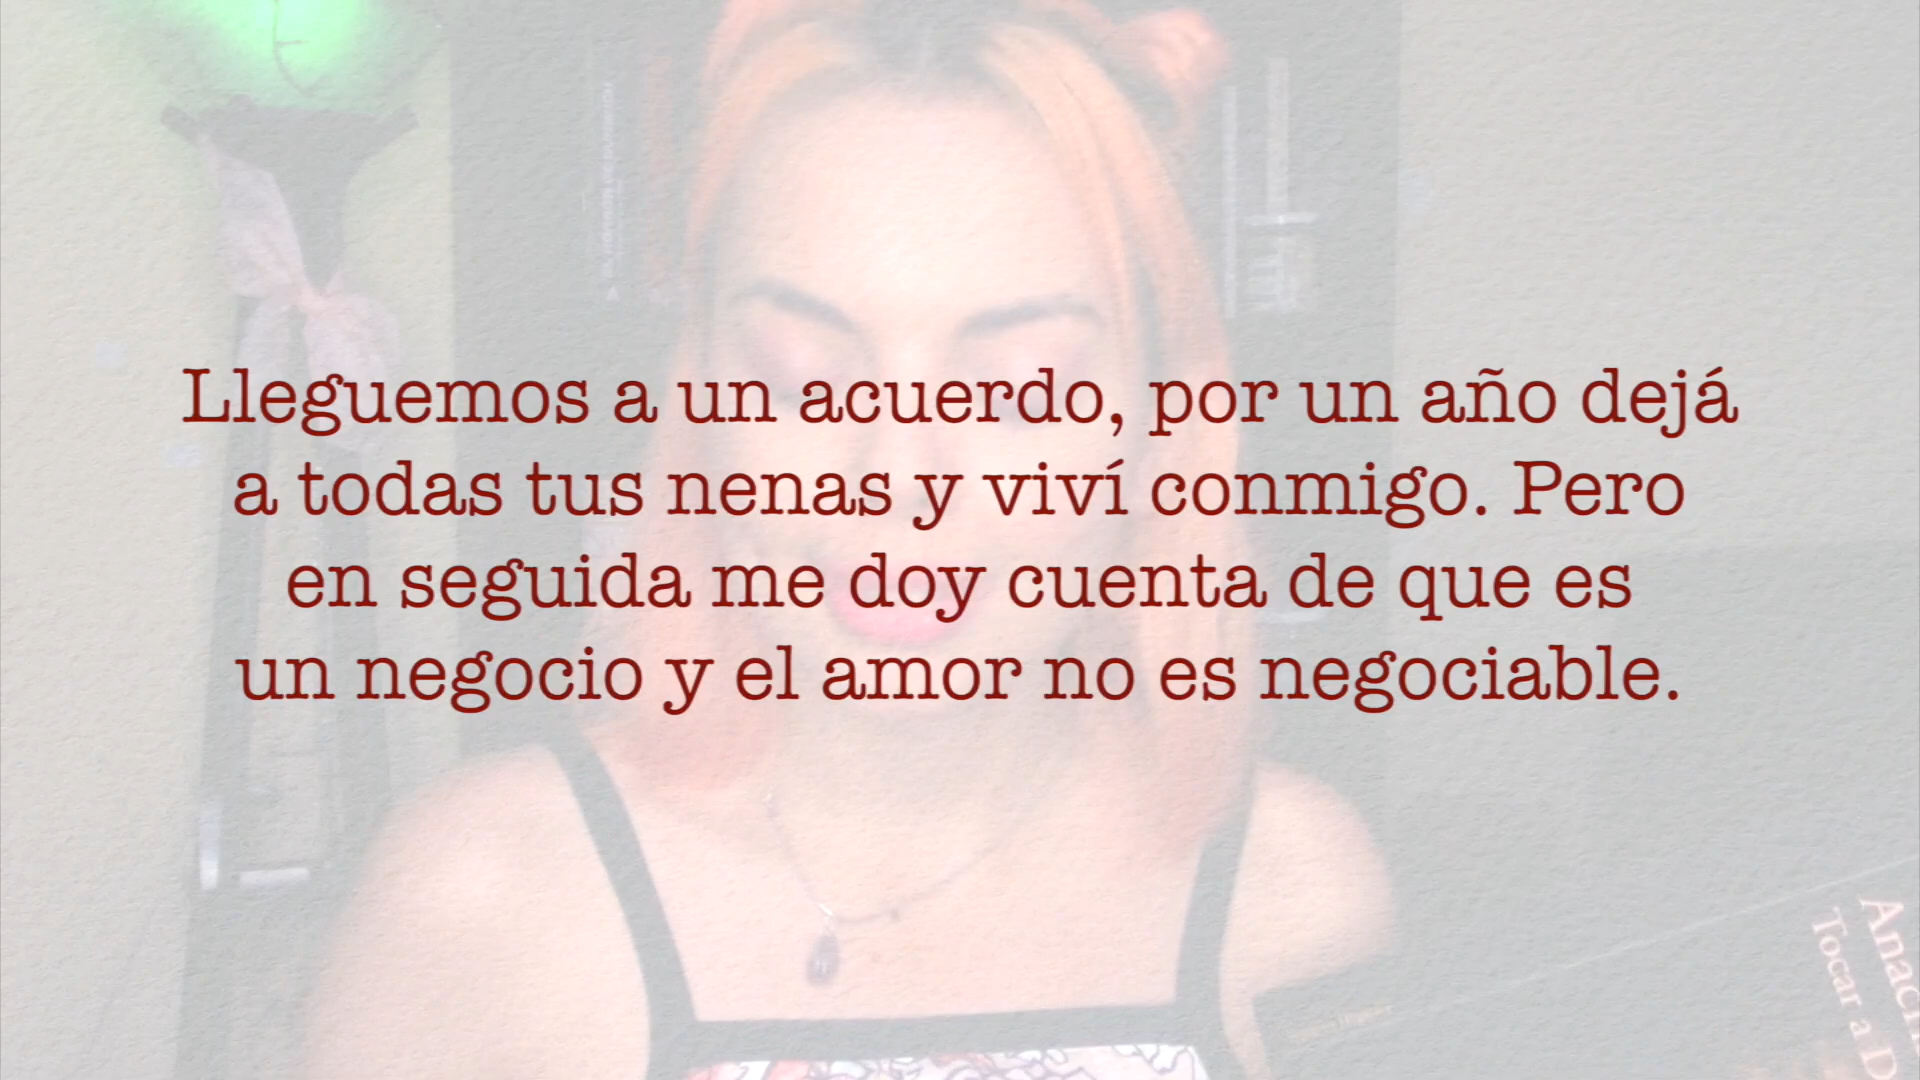 Lleguemos a un acuerdo, por un año dejá
a todas tus nenas y viví conmigo. Pero
en seguida me doy cuenta de que es
un negocio y el amor no es negociable.
Tocar a D